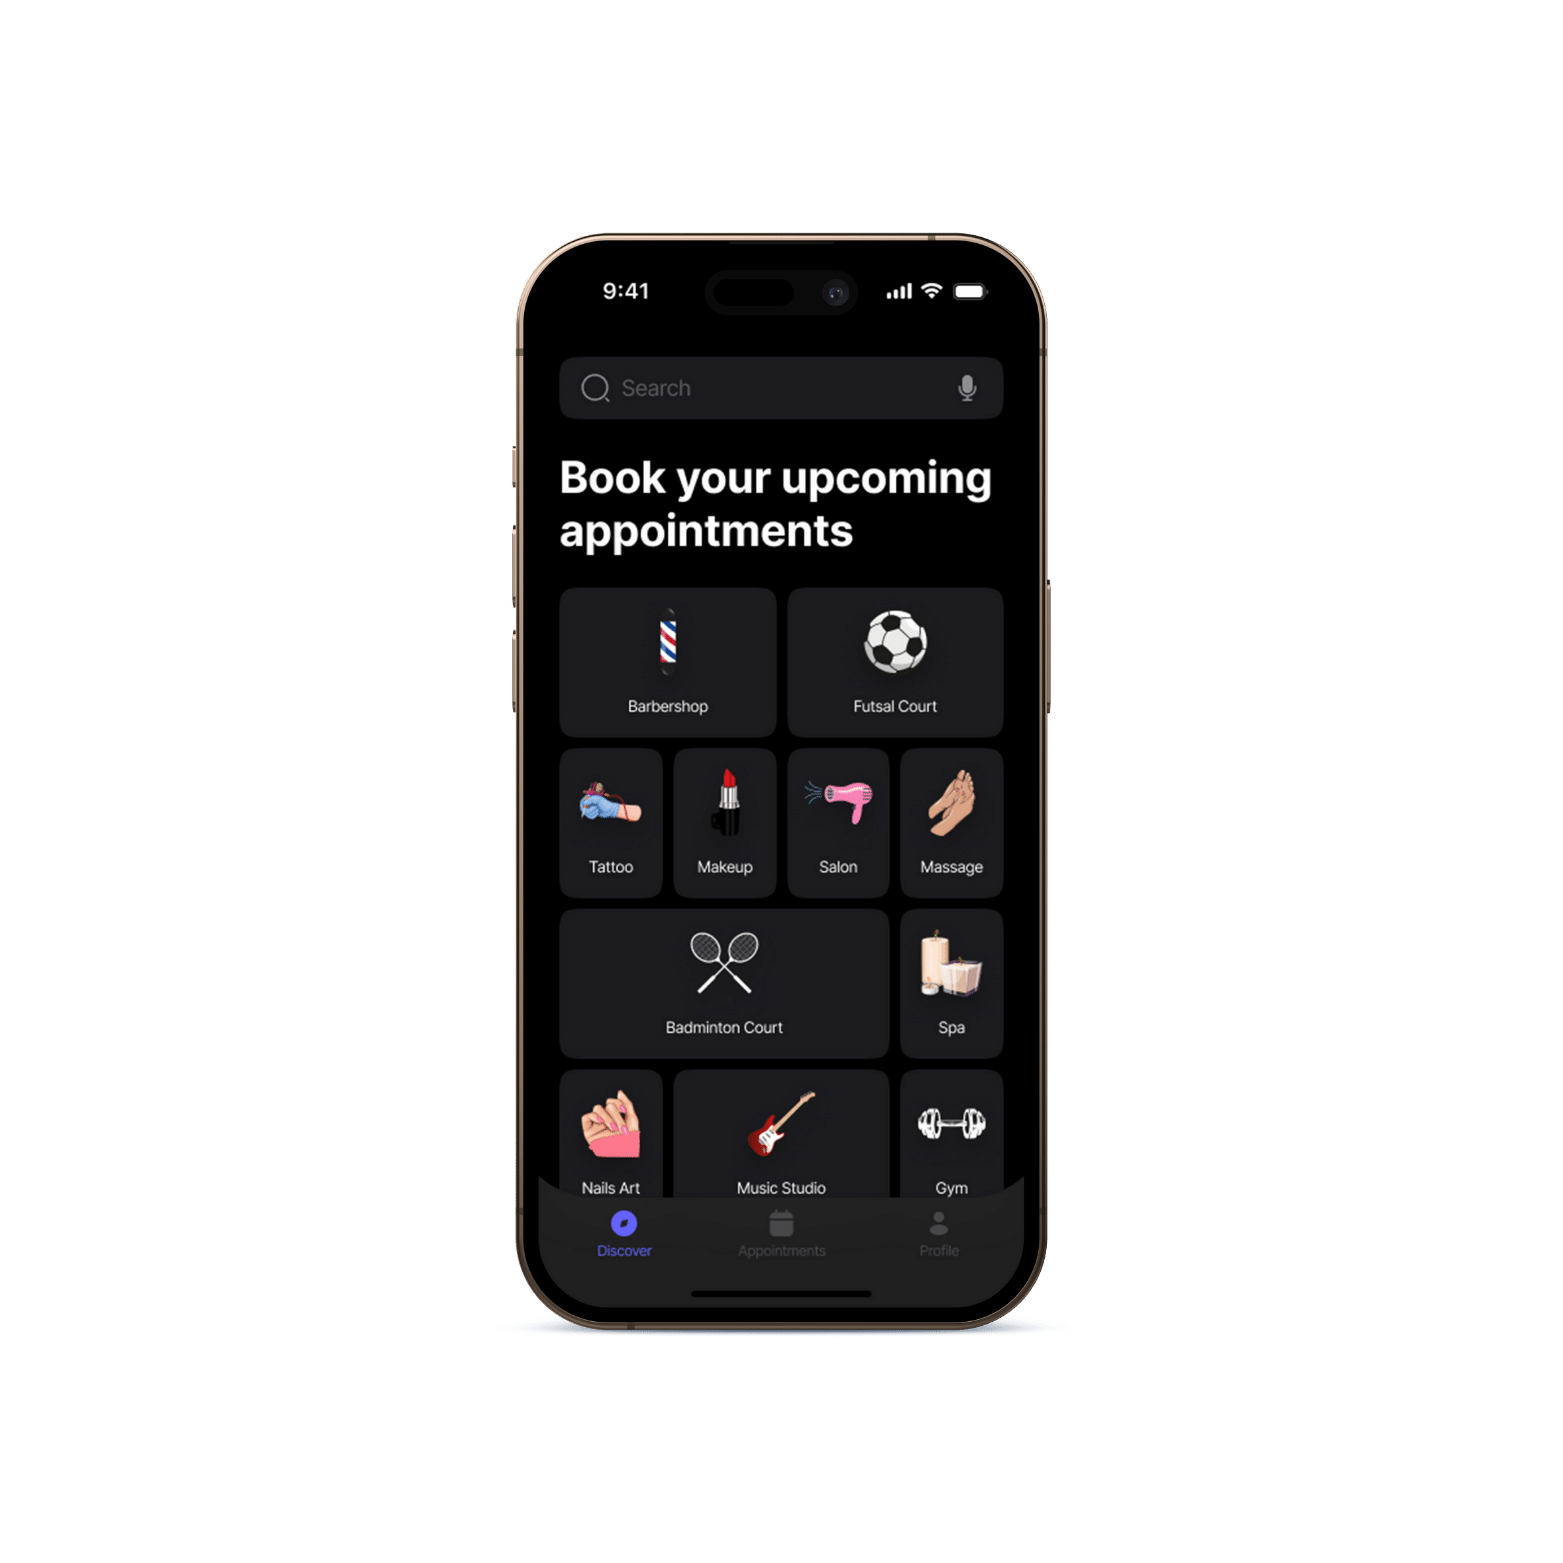 9:41
Search
Book your upcoming
appointments
Barbershop
Futsal Court
Tattoo
Makeup
Salon
Massage
Badminton Court
Spa
Nails Art
Music Studio
Gym
Discover
Appointments
Profile